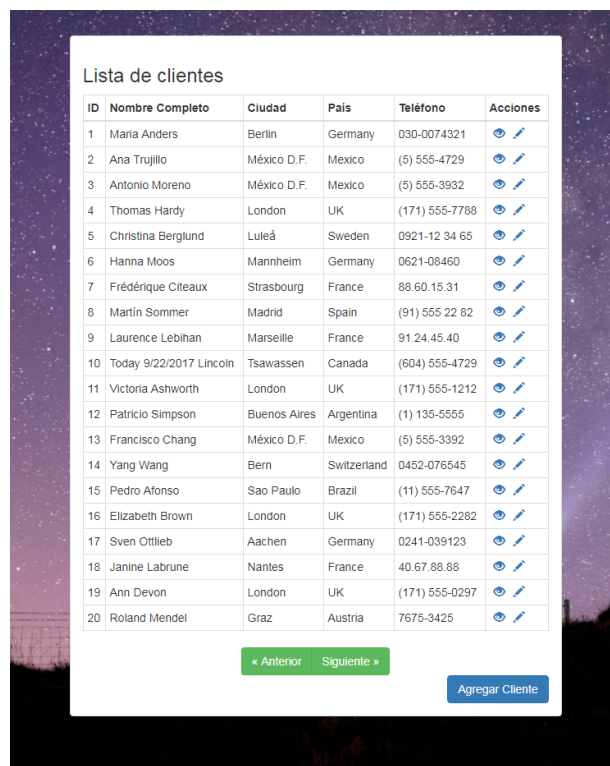 Lista de clientes
ID Nombre Completo Ciudad País Teléfono Acciones
1 Maria Anders Berlin Germany 030-0074321
2 Ana Trujillo México D.F. Mexico (5) 555-4729
3 Antonio Moreno México D.F. Mexico (5) 555-3932
4 Thomas Hardy London UK (171) 555-7788
5 Christina Berglund Luleå Sweden 0921-12 34 65
6 Hanna Moos Mannheim Germany 0621-08460
7 Frédérique Citeaux Strasbourg France 88.60.15.31
8 Martín Sommer Madrid Spain (91) 555 22 82
9 Laurence Lebihan Marseille France 91.24.45.40
10 Today 9/22/2017 Lincoln Tsawassen Canada (604) 555-4729
11 Victoria Ashworth London UK (171) 555-1212
12 Patricio Simpson Buenos Aires Argentina (1) 135-5555
13 Francisco Chang México D.F. Mexico (5) 555-3392
14 Yang Wang Bern Switzerland 0452-076545
15 Pedro Afonso Sao Paulo Brazil (11) 555-7647
16 Elizabeth Brown London UK (171) 555-2282
17 Sven Ottlieb Aachen Germany 0241-039123
18 Janine Labrune Nantes France 40.67.88.88
19 Ann Devon London UK (171) 555-0297
20 Roland Mendel Graz Austria 7675-3425
« Anterior Siguiente »
Agregar Cliente